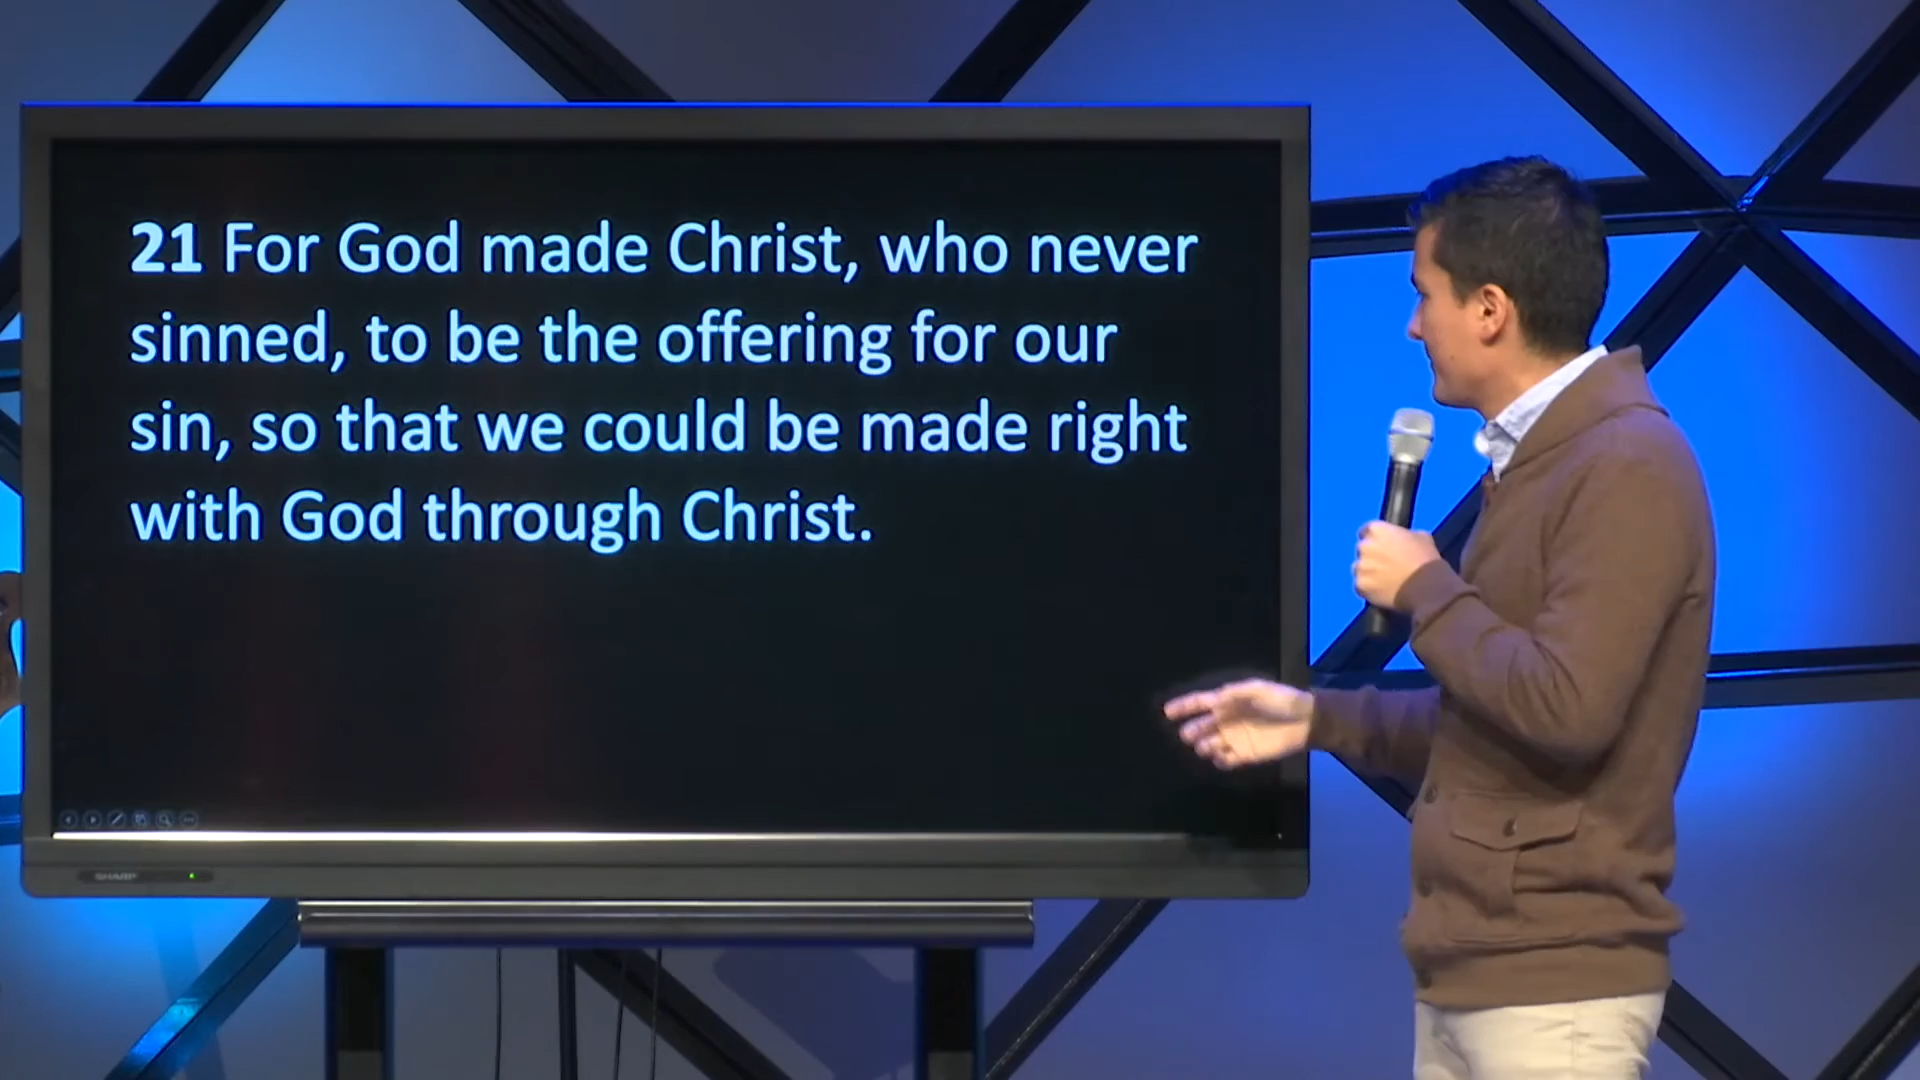 21 For God made Christ, who never
sinned, to be the offering for our
sin, so that we could be made right
with God through Christ.
SHARP